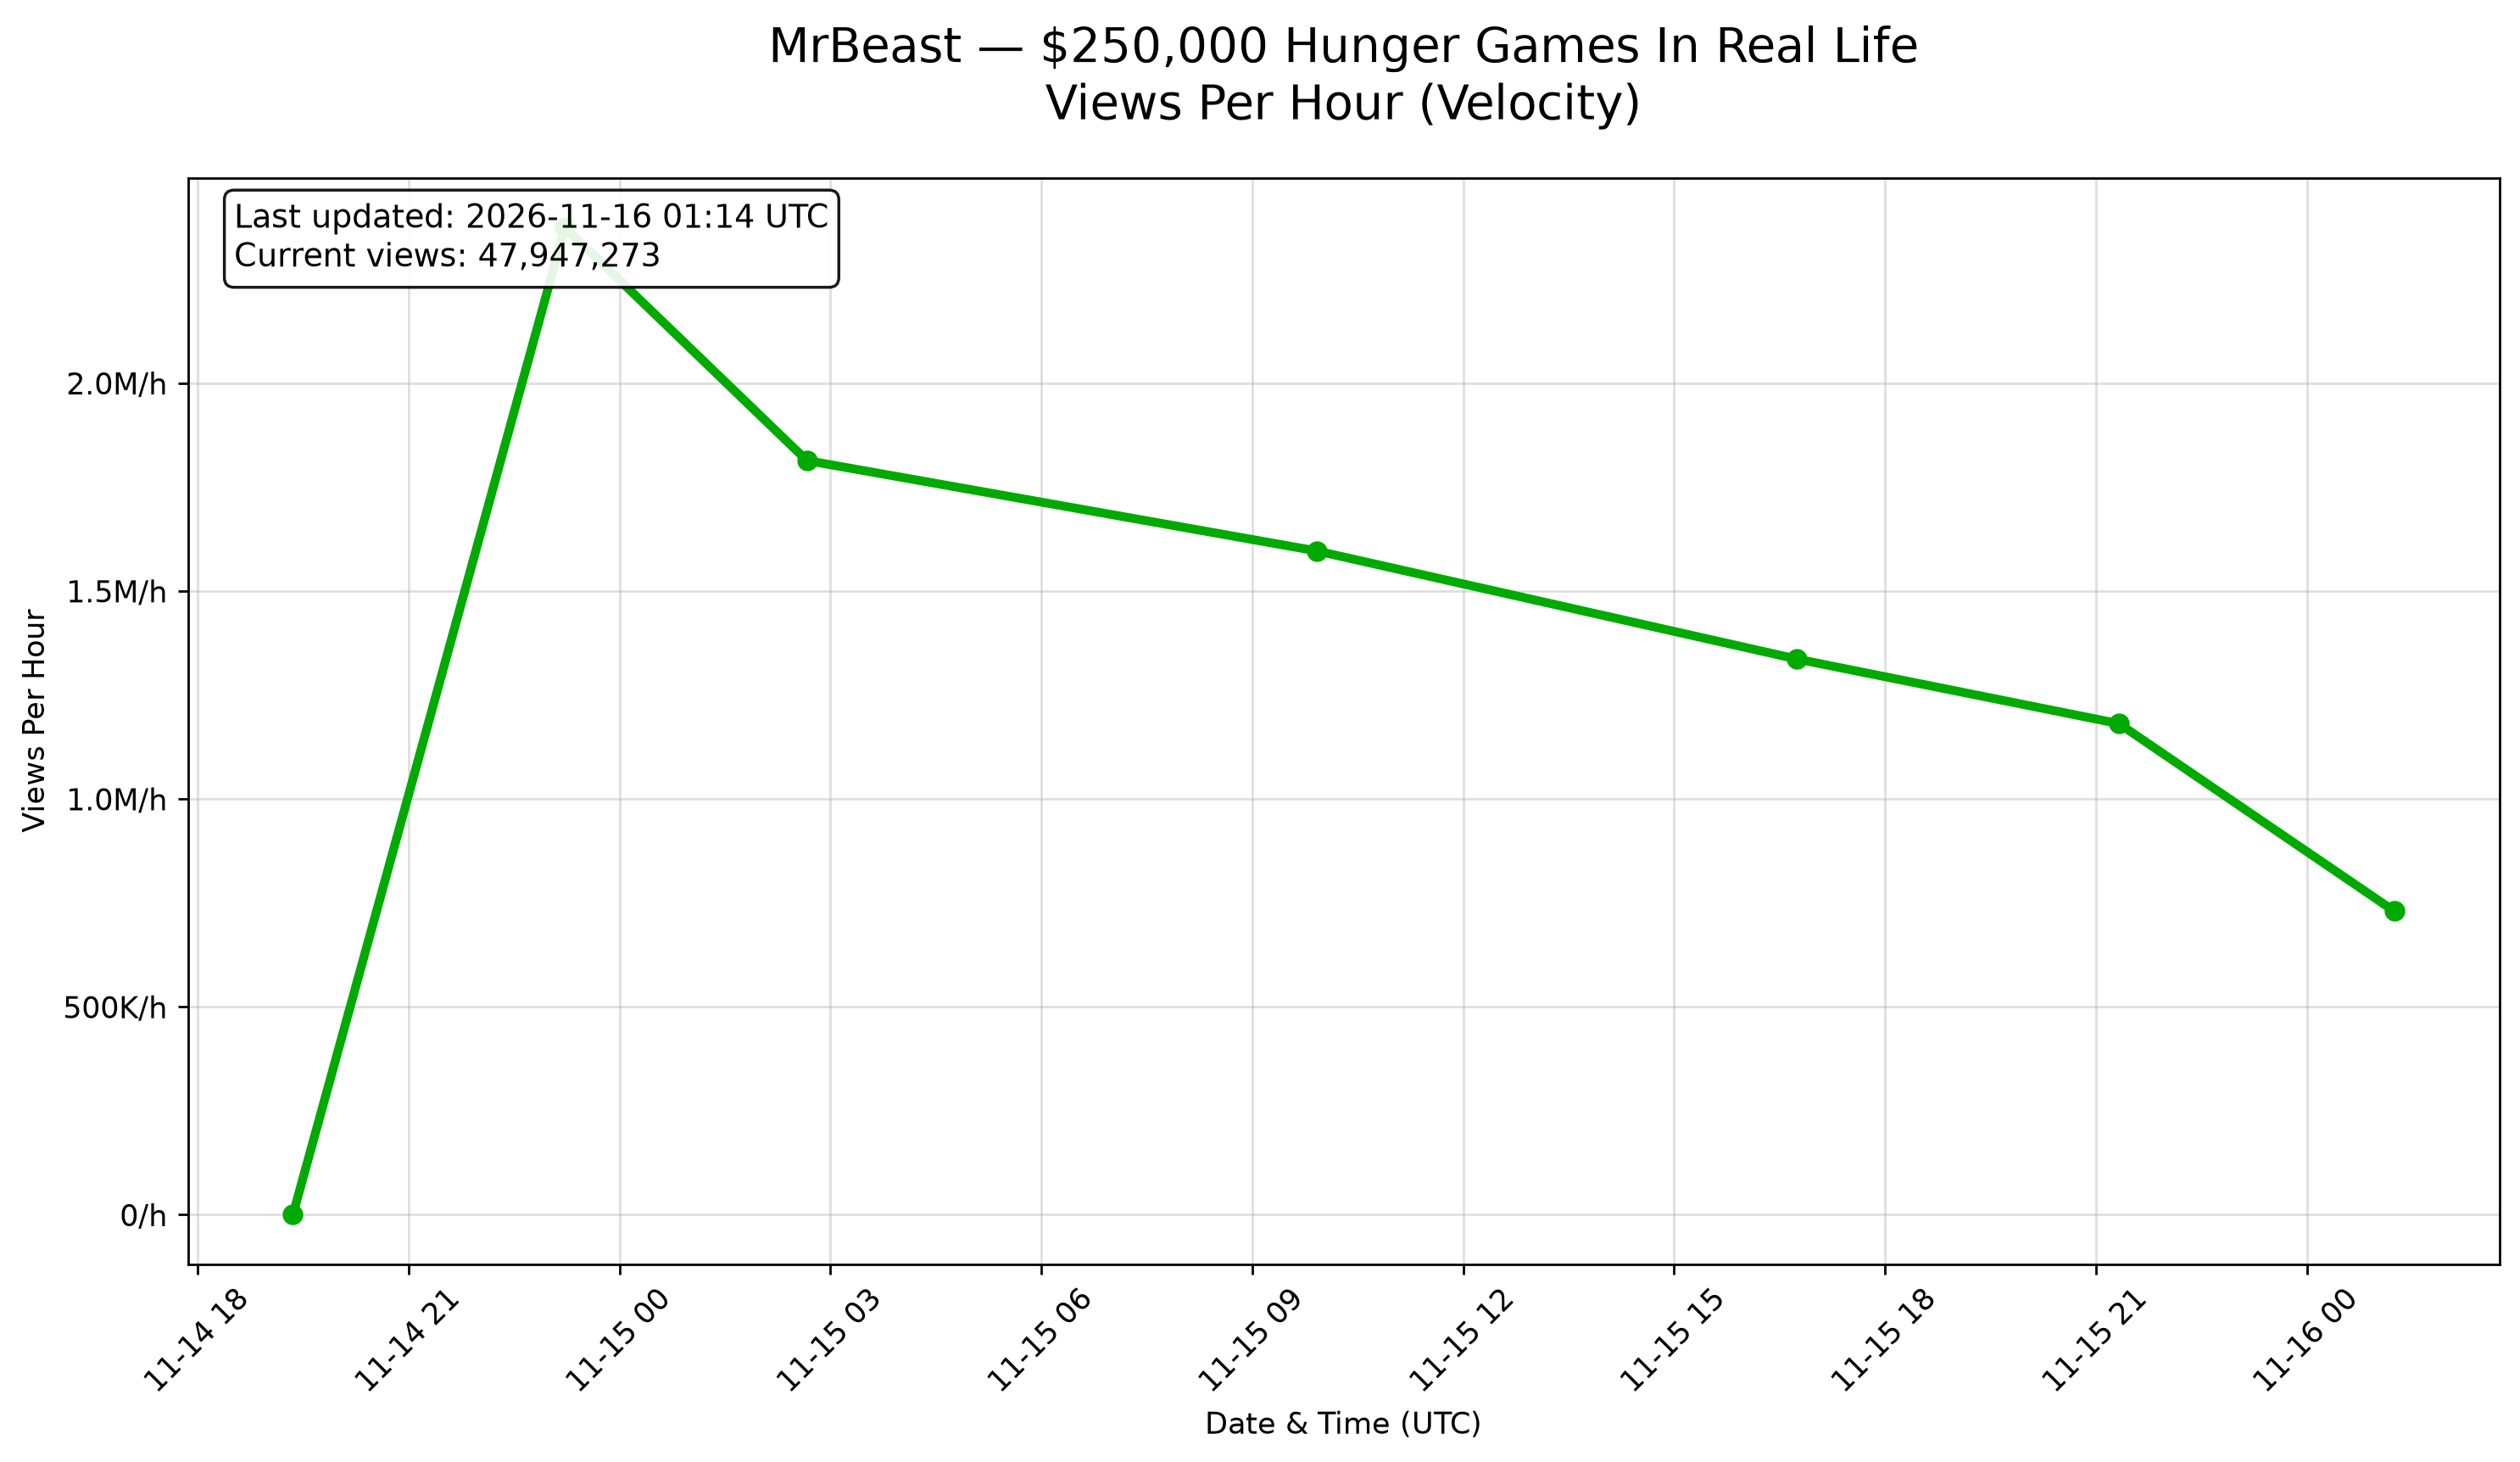 MrBeast — $250,000 Hunger Games In Real Life
Views Per Hour (Velocity)
Last updated: 2026-11-16 01:14 UTC
Current views: 47,947,273
2.0M/h
1.5M/h
1.0M/h
500K/h
0/h
Views Per Hour
11-14 18
11-14 21
11-15 00
11-15 03
11-15 06
11-15 09
11-15 12
11-15 15
11-15 18
11-15 21
11-16 00
Date & Time (UTC)